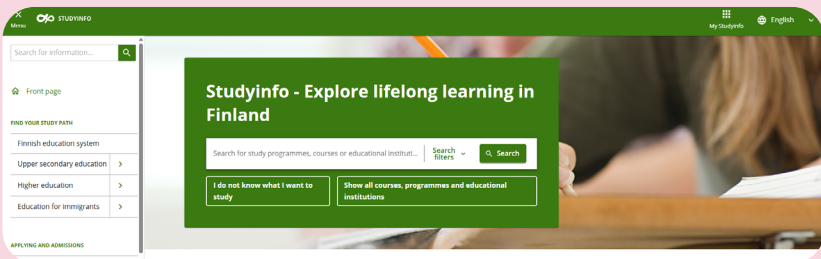 Menu
STUDYINFO
My Studyinfo
English
Search for information...
Front page
FIND YOUR STUDY PATH
Finnish education system
Upper secondary education
Higher education
Education for immigrants
APPLYING AND ADMISSIONS
Studyinfo - Explore lifelong learning in
Finland
Search for study programmes, courses or educational instituti...
Search
filters
Search
I do not know what I want to
study
Show all courses, programmes and educational
institutions